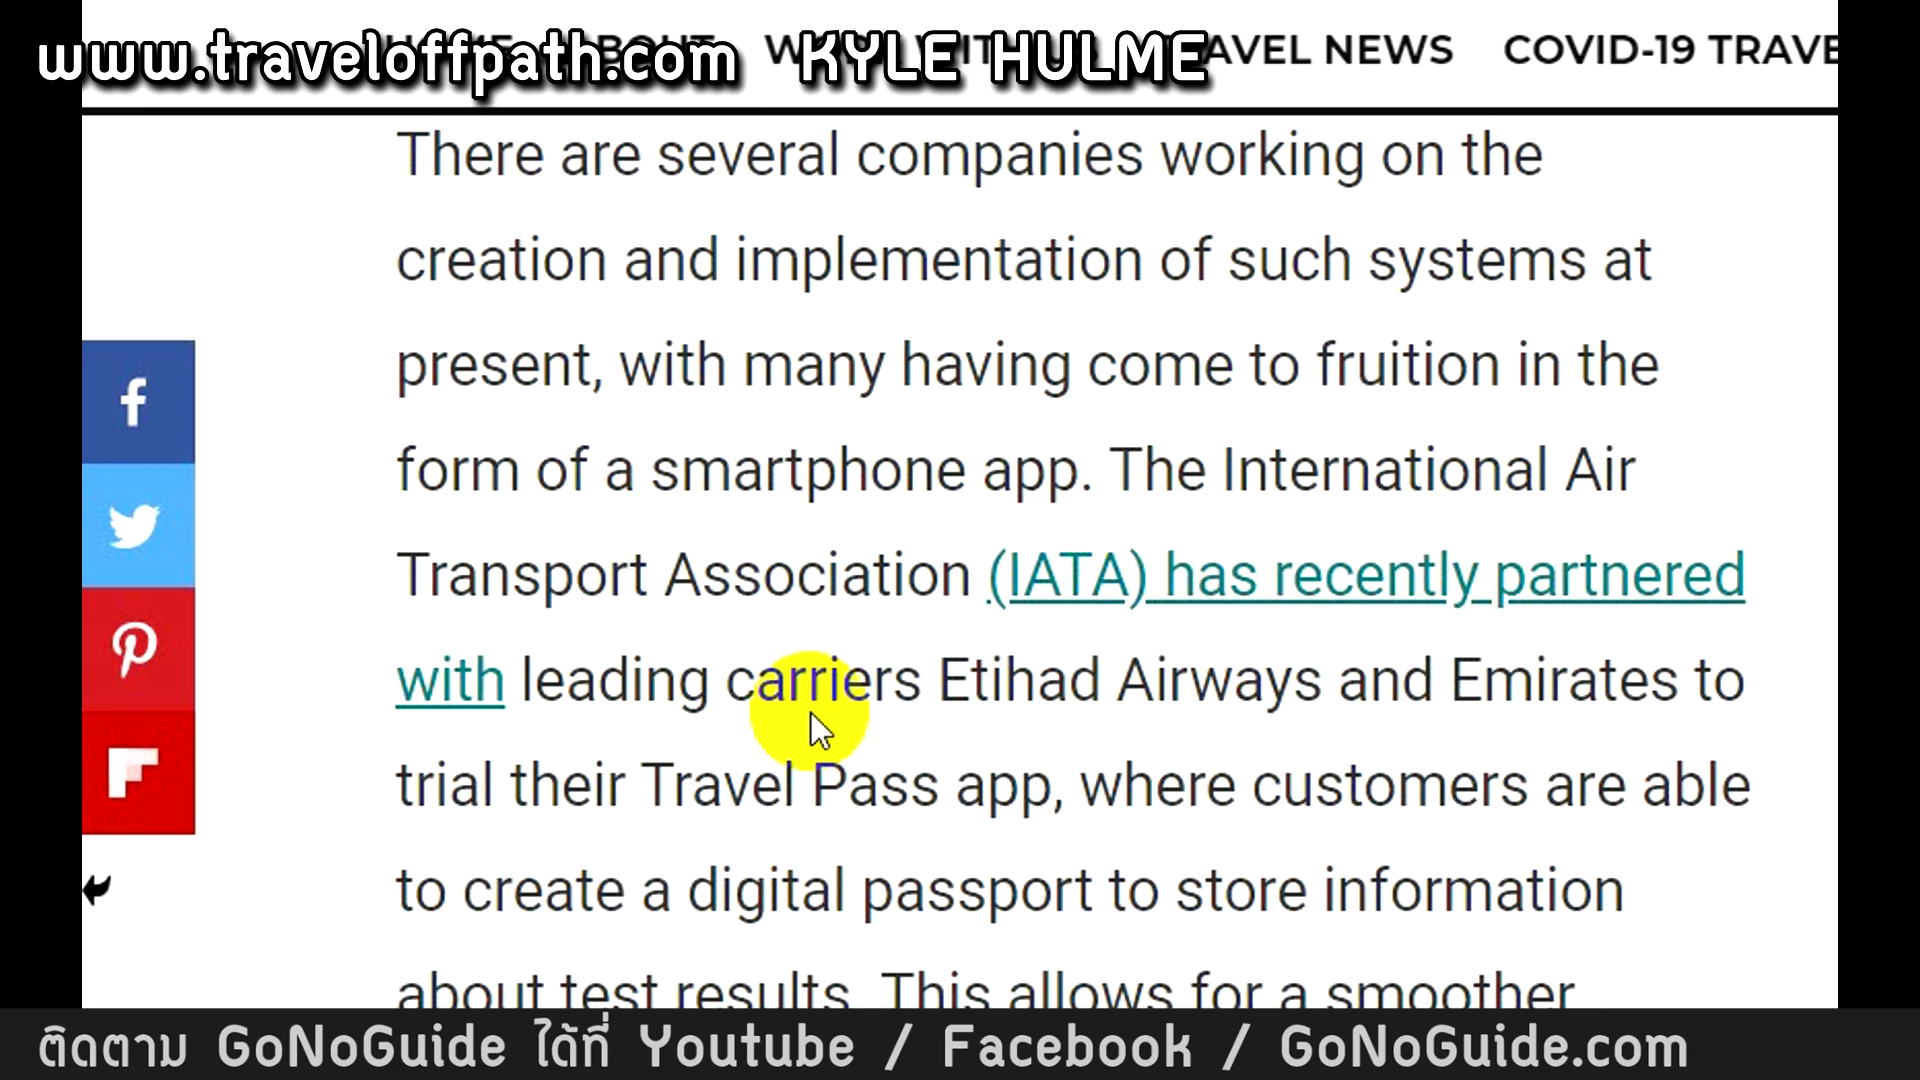 www.traveloffpath.com KYLE HULME
TRAVEL NEWS COVID-19 TRAVE
There are several companies working on the
creation and implementation of such systems at
present, with many having come to fruition in the
form of a smartphone app. The International Air
Transport Association (IATA) has recently partnered
with leading carriers Etihad Airways and Emirates to
trial their Travel Pass app, where customers are able
to create a digital passport to store information
about test results. This allows for a smoother
ติดตาม GoNoGuide ได้ที่ Youtube / Facebook / GoNoGuide.com